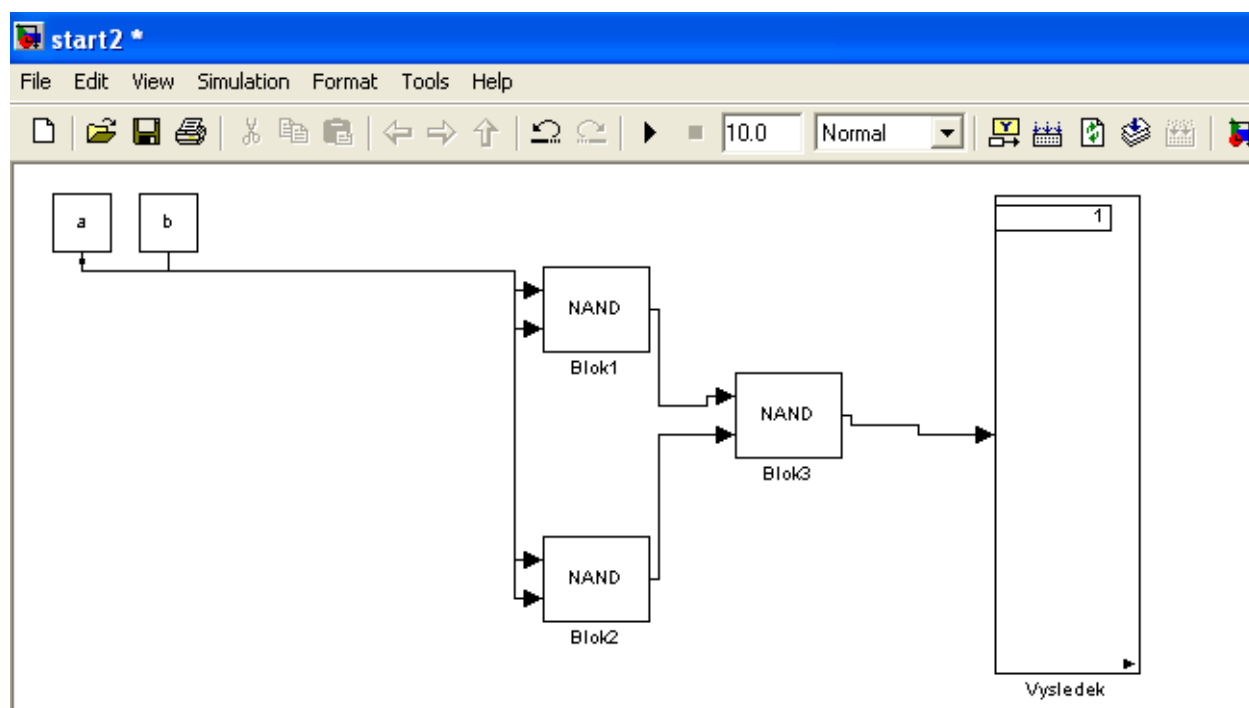 start2 *
File Edit View Simulation Format Tools Help
10.0 Normal
a b
1
NAND
Blok1
NAND
Blok3
NAND
Blok2
Vysledek